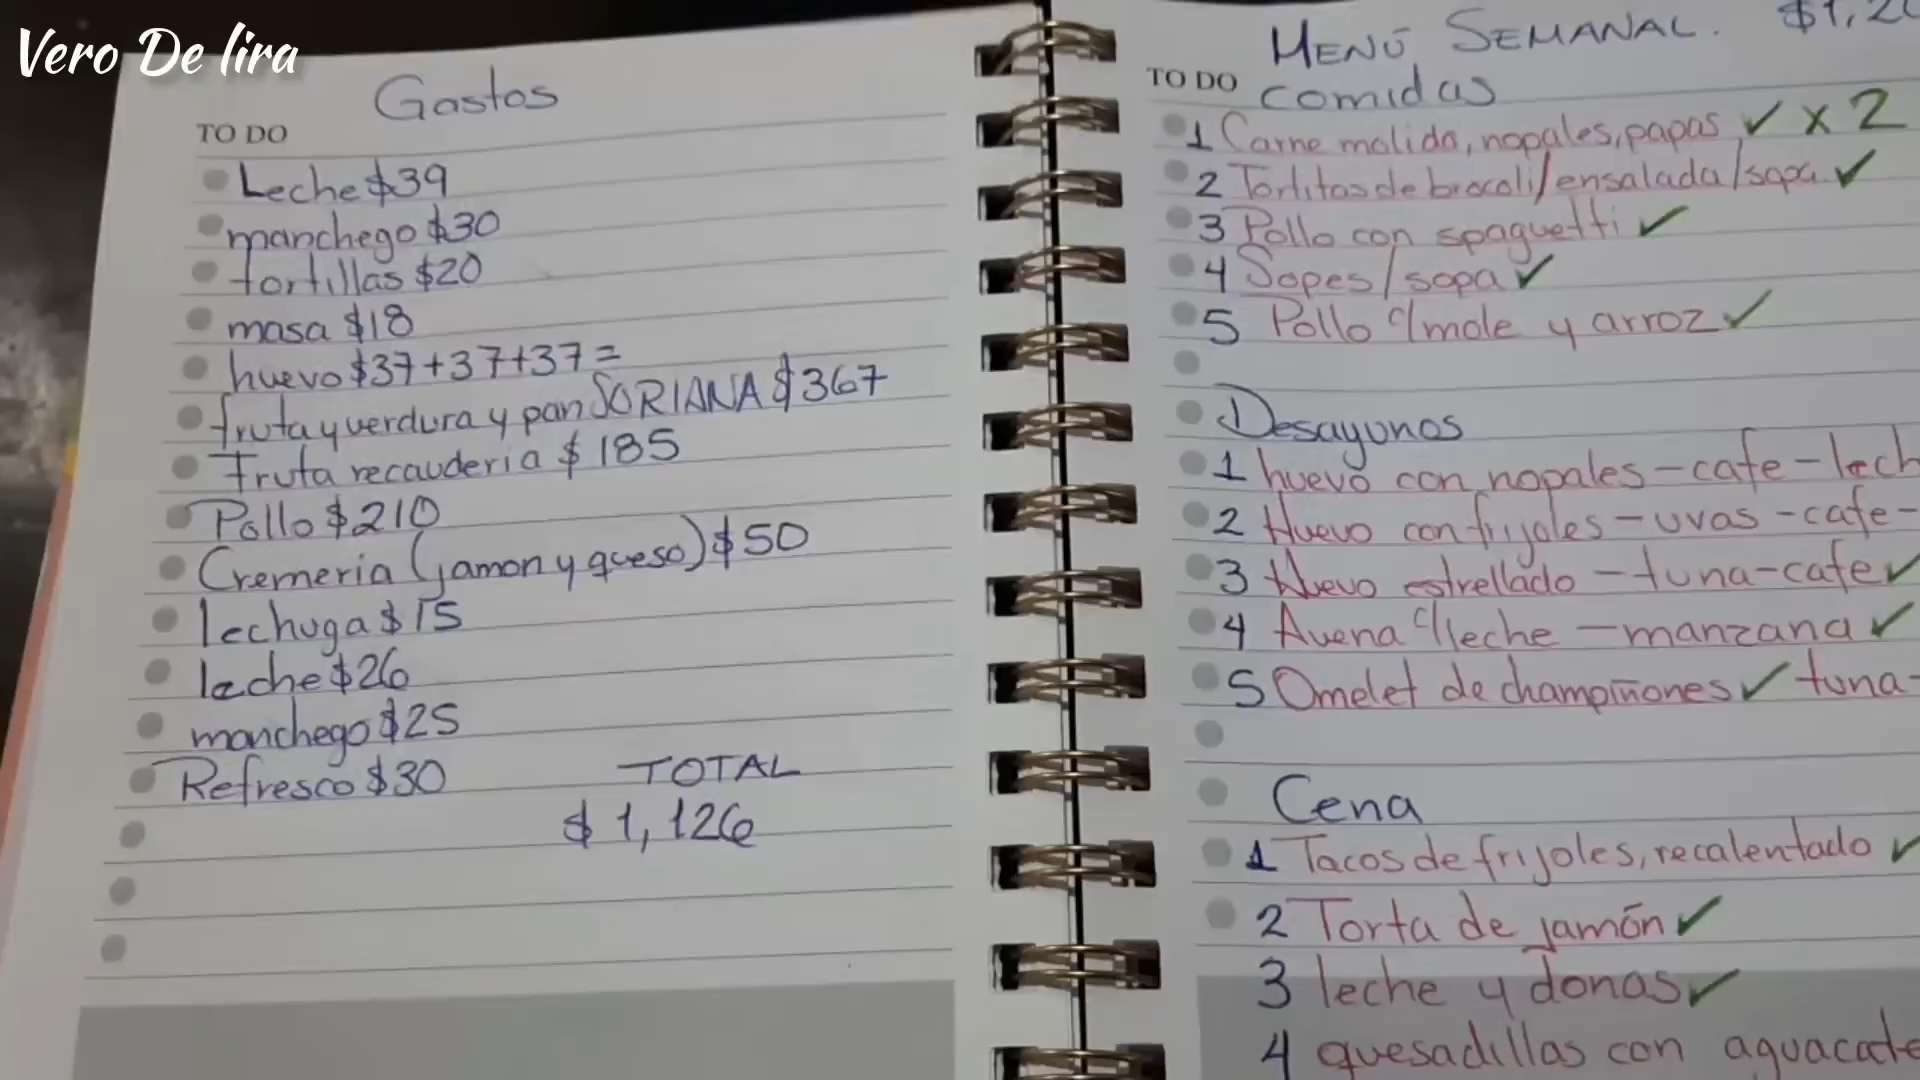 Vero De lira
Gastos
TO DO
Leche $39
manchego $30
tortillas $20
masa $18
huevo $37+37+37=
fruta y verdura y pan SORIANA $367
Fruta recauderia $ 185
Pollo $210
Cremeria (jamon y queso) $50
lechuga $15
leche $26
manchego $25
Refresco $30
TOTAL
$ 1,126
MENÚ SEMANAL.
TO DO
comidas
1 Carne molida, nopales, papas ✓ x 2
2 Tortitas de brocoli/ensalada/sopa ✓
3 Pollo con spaguetti ✓
4 Sopes/sopa ✓
5 Pollo c/mole y arroz ✓
Desayunos
1 huevo con nopales - cafe - lech
2 Huevo con frijoles - uvas - cafe -
3 Huevo estrellado - tuna - cafe ✓
4 Avena c/leche - manzana ✓
5 Omelet de champiñones ✓ tuna-
Cena
1 Tacos de frijoles, recalentado ✓
2 Torta de jamón ✓
3 leche y donas ✓
4 quesadillas con aguacate